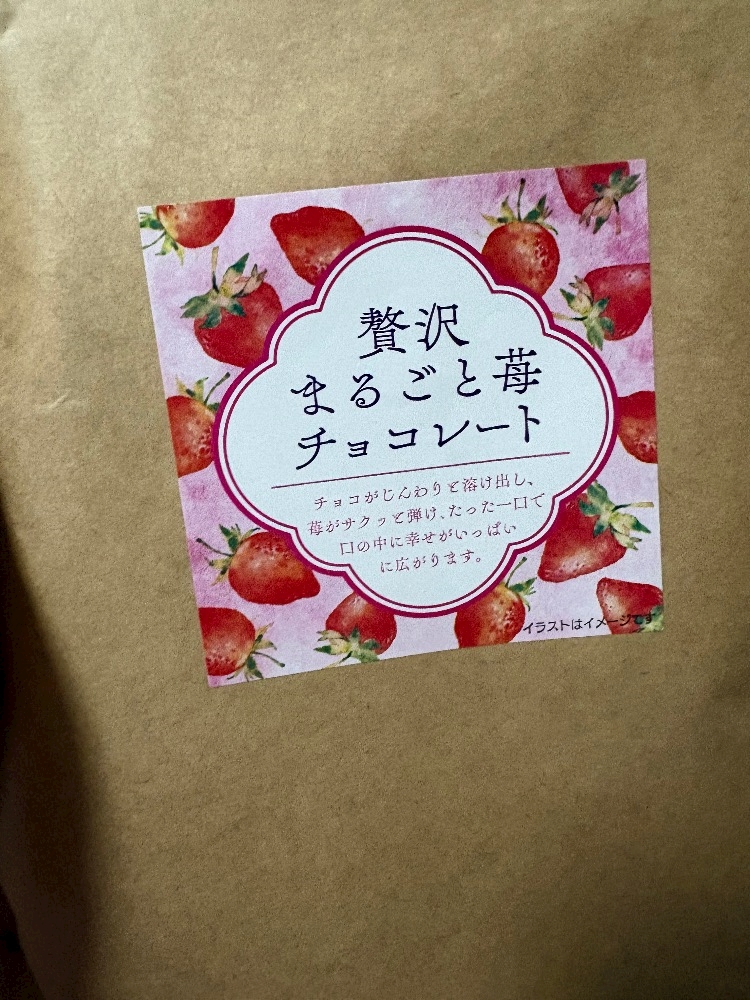 贅沢
まるごと苺
チョコレート
チョコがじんわりと溶け出し、
苺がサクッと弾け、たった一口で
口の中に幸せがいっぱい
に広がります。
イラストはイメージです